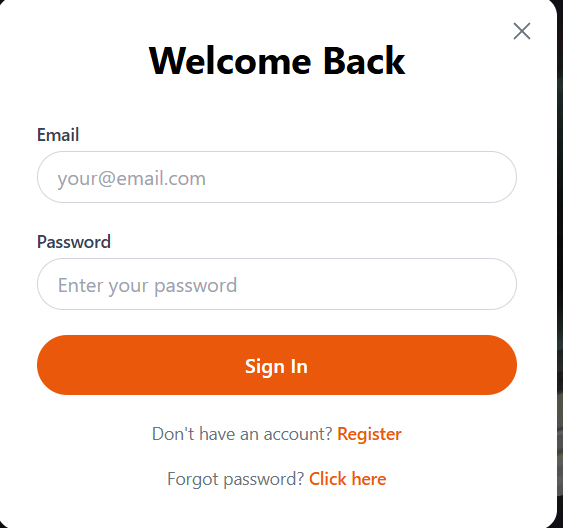 Welcome Back
Email
your@email.com
Password
Enter your password
Sign In
Don't have an account? Register
Forgot password? Click here